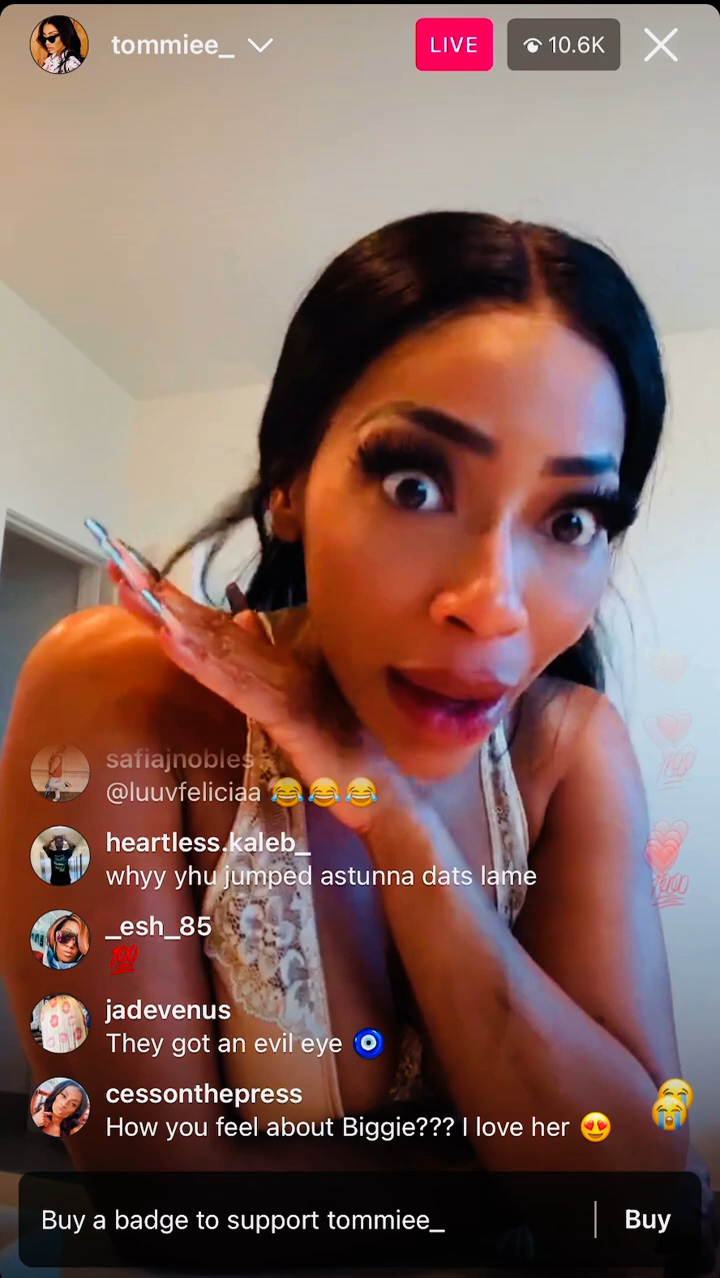 tommiee_
LIVE
10.6K
safiajnobles
@luuvfeliciaa 😂😂😂
heartless.kaleb_
whyy yhu jumped astunna dats lame
_esh_85
💯
jadevenus
They got an evil eye 🧿
cessonthepress
How you feel about Biggie??? I love her 😍
Buy a badge to support tommiee_
Buy